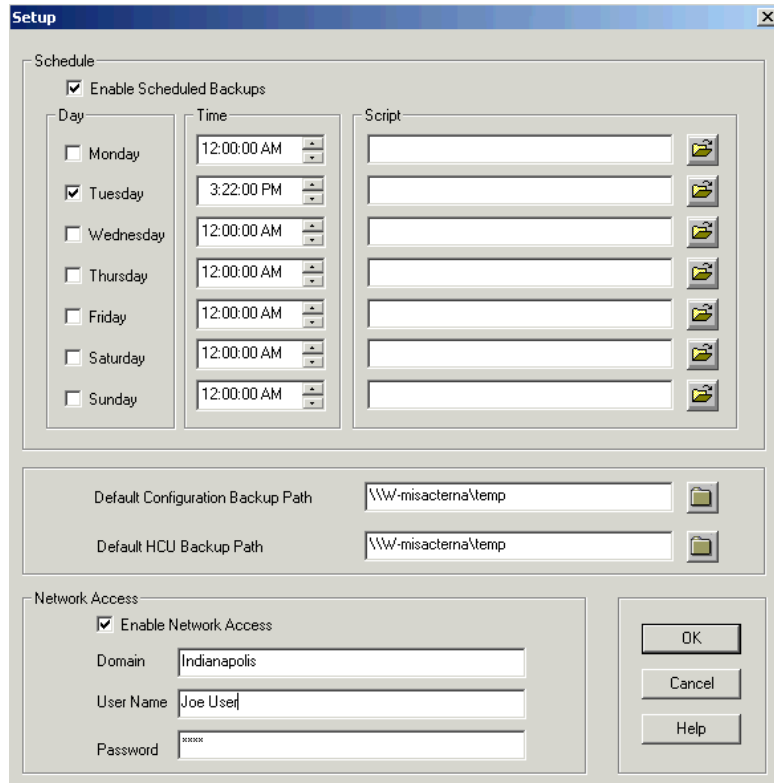 Setup
Schedule
Enable Scheduled Backups
Day
Time
Script
Monday
12:00:00 AM
Tuesday
3:22:00 PM
Wednesday
12:00:00 AM
Thursday
12:00:00 AM
Friday
12:00:00 AM
Saturday
12:00:00 AM
Sunday
12:00:00 AM
Default Configuration Backup Path
\\W-misacterna\temp
Default HCU Backup Path
\\W-misacterna\temp
Network Access
Enable Network Access
Domain
Indianapolis
User Name
Joe User
Password
xxxx
OK
Cancel
Help